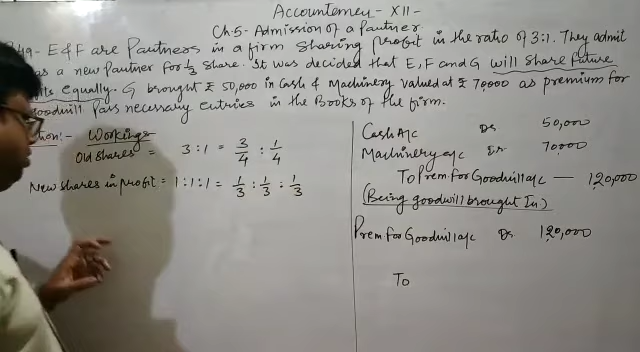 Accountancy - XII -
Ch-5- Admission of a Partner
E & F are Partners in a firm sharing profit in the ratio of 3:1. They admit
as a new Partner for 1/3 share. It was decided that E, F and G will share future
equally. G brought ₹ 50,000 in Cash & Machinery valued at ₹ 70,000 as premium for
goodwill Pass necessary entries in the Books of the firm.
Workings
Old Shares = 3:1 = 3/4 : 1/4
New Shares in profit = 1:1:1 = 1/3 : 1/3 : 1/3
Cash A/c Dr 50,000
Machinery a/c Dr. 70000
To Prem for Goodwill a/c — 120,000
(Being goodwill brought In)
Prem for Goodwill a/c Dr 120,000
To